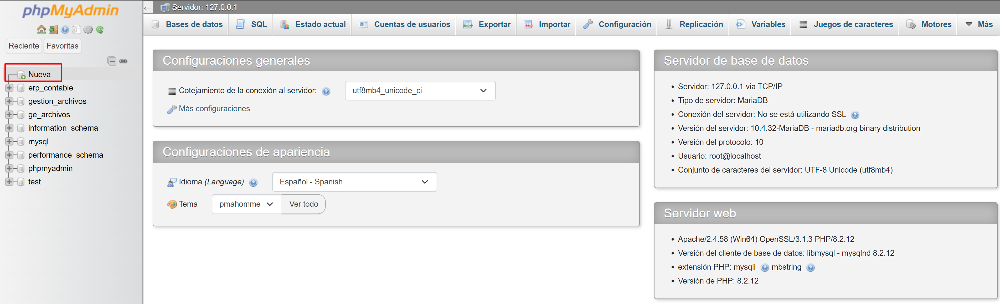 phpMyAdmin
Reciente Favoritas
Nueva
erp_contable
gestion_archivos
ge_archivos
information_schema
mysql
performance_schema
phpmyadmin
test
Servidor: 127.0.0.1
Bases de datos SQL Estado actual Cuentas de usuarios Exportar Importar Configuración Replicación Variables Juegos de caracteres Motores Más
Configuraciones generales
Cotejamiento de la conexión al servidor: utf8mb4_unicode_ci
Más configuraciones
Configuraciones de apariencia
Idioma (Language) Español - Spanish
Tema pmahomme Ver todo
Servidor de base de datos
• Servidor: 127.0.0.1 via TCP/IP
• Tipo de servidor: MariaDB
• Conexión del servidor: No se está utilizando SSL
• Versión del servidor: 10.4.32-MariaDB - mariadb.org binary distribution
• Versión del protocolo: 10
• Usuario: root@localhost
• Conjunto de caracteres del servidor: UTF-8 Unicode (utf8mb4)
Servidor web
• Apache/2.4.58 (Win64) OpenSSL/3.1.3 PHP/8.2.12
• Versión del cliente de base de datos: libmysql - mysqlnd 8.2.12
• extensión PHP: mysqli mbstring
• Versión de PHP: 8.2.12